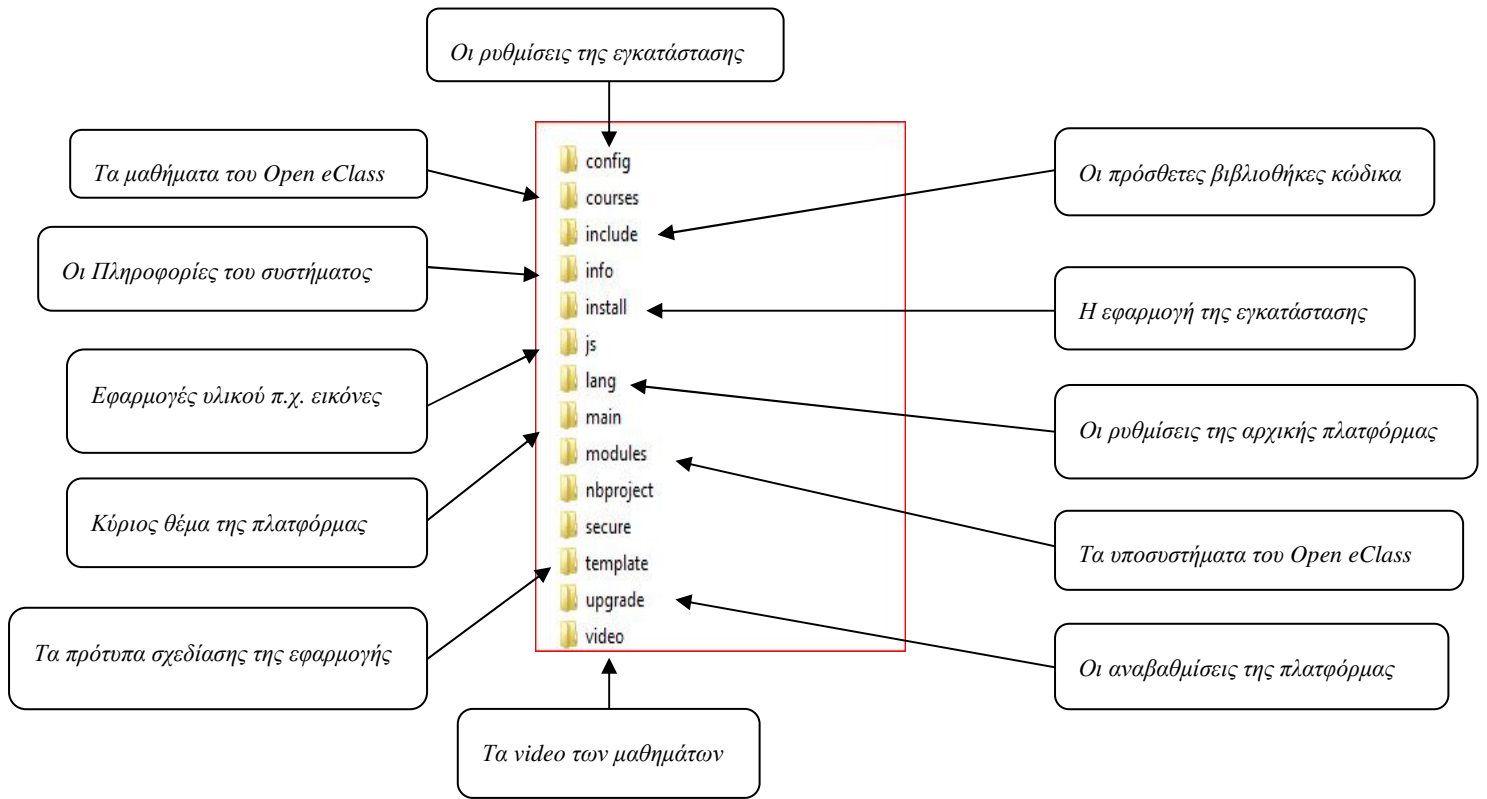 Οι ρυθμίσεις της εγκατάστασης
Τα μαθήματα του Open eClass
Οι Πληροφορίες του συστήματος
Εφαρμογές υλικού π.χ. εικόνες
Κύριος θέμα της πλατφόρμας
Τα πρότυπα σχεδίασης της εφαρμογής
config
courses
include
info
install
js
lang
main
modules
nbproject
secure
template
upgrade
video
Οι πρόσθετες βιβλιοθήκες κώδικα
Η εφαρμογή της εγκατάστασης
Οι ρυθμίσεις της αρχικής πλατφόρμας
Τα υποσυστήματα του Open eClass
Οι αναβαθμίσεις της πλατφόρμας
Τα video των μαθημάτων